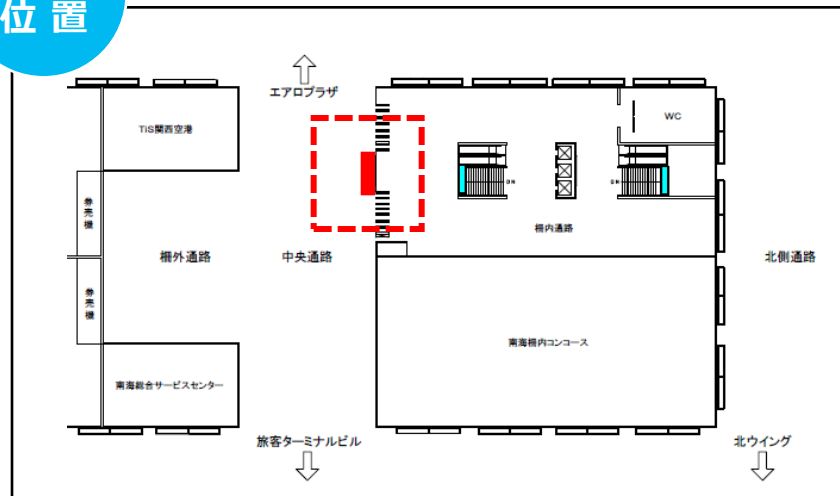 位置
エアロプラザ
TiS関西空港
WC
券売機
DN
DN
柵内通路
柵外通路
中央通路
北側通路
券売機
南海柵内コンコース
南海総合サービスセンター
旅客ターミナルビル
北ウイング